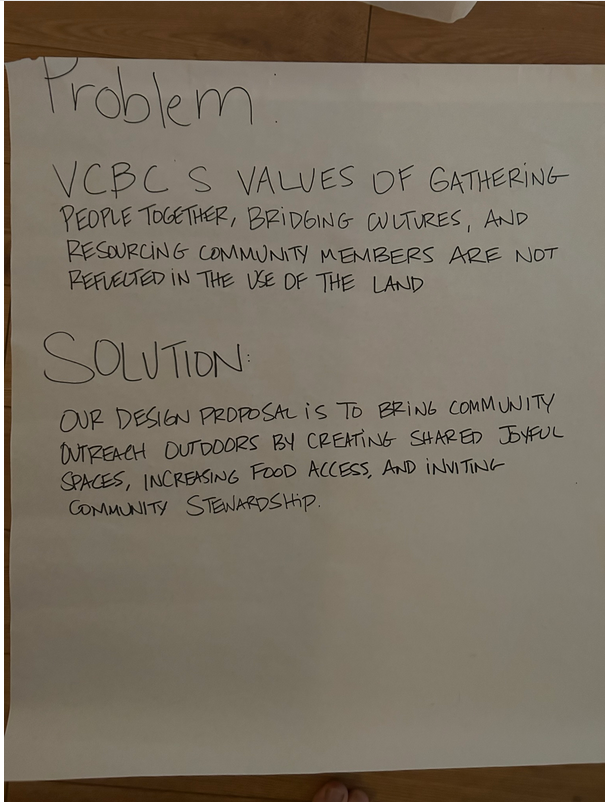 Problem.
VCBC'S VALUES OF GATHERING
PEOPLE TOGETHER, BRIDGING CULTURES, AND
RESOURCING COMMUNITY MEMBERS ARE NOT
REFLECTED IN THE USE OF THE LAND
SOLUTION:
OUR DESIGN PROPOSAL IS TO BRING COMMUNITY
OUTREACH OUTDOORS BY CREATING SHARED JOYFUL
SPACES, INCREASING FOOD ACCESS, AND INVITING
COMMUNITY STEWARDSHIP.